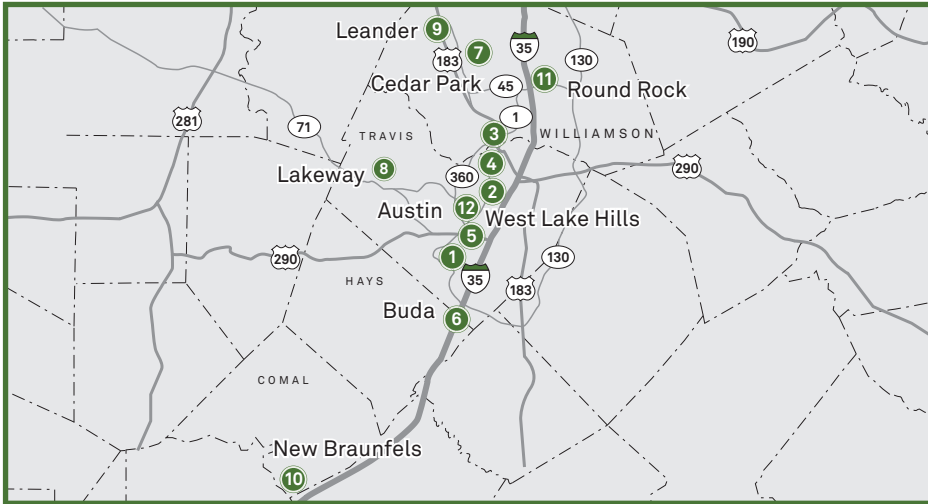 Leander 9
183
7
35
130
190
Cedar Park 45 11 Round Rock
281
71
1
TRAVIS 3 WILLIAMSON
4
Lakeway 8 360 290
2
Austin 12 West Lake Hills
5
290 1 130
HAYS 35 183
Buda 6
COMAL
New Braunfels
10